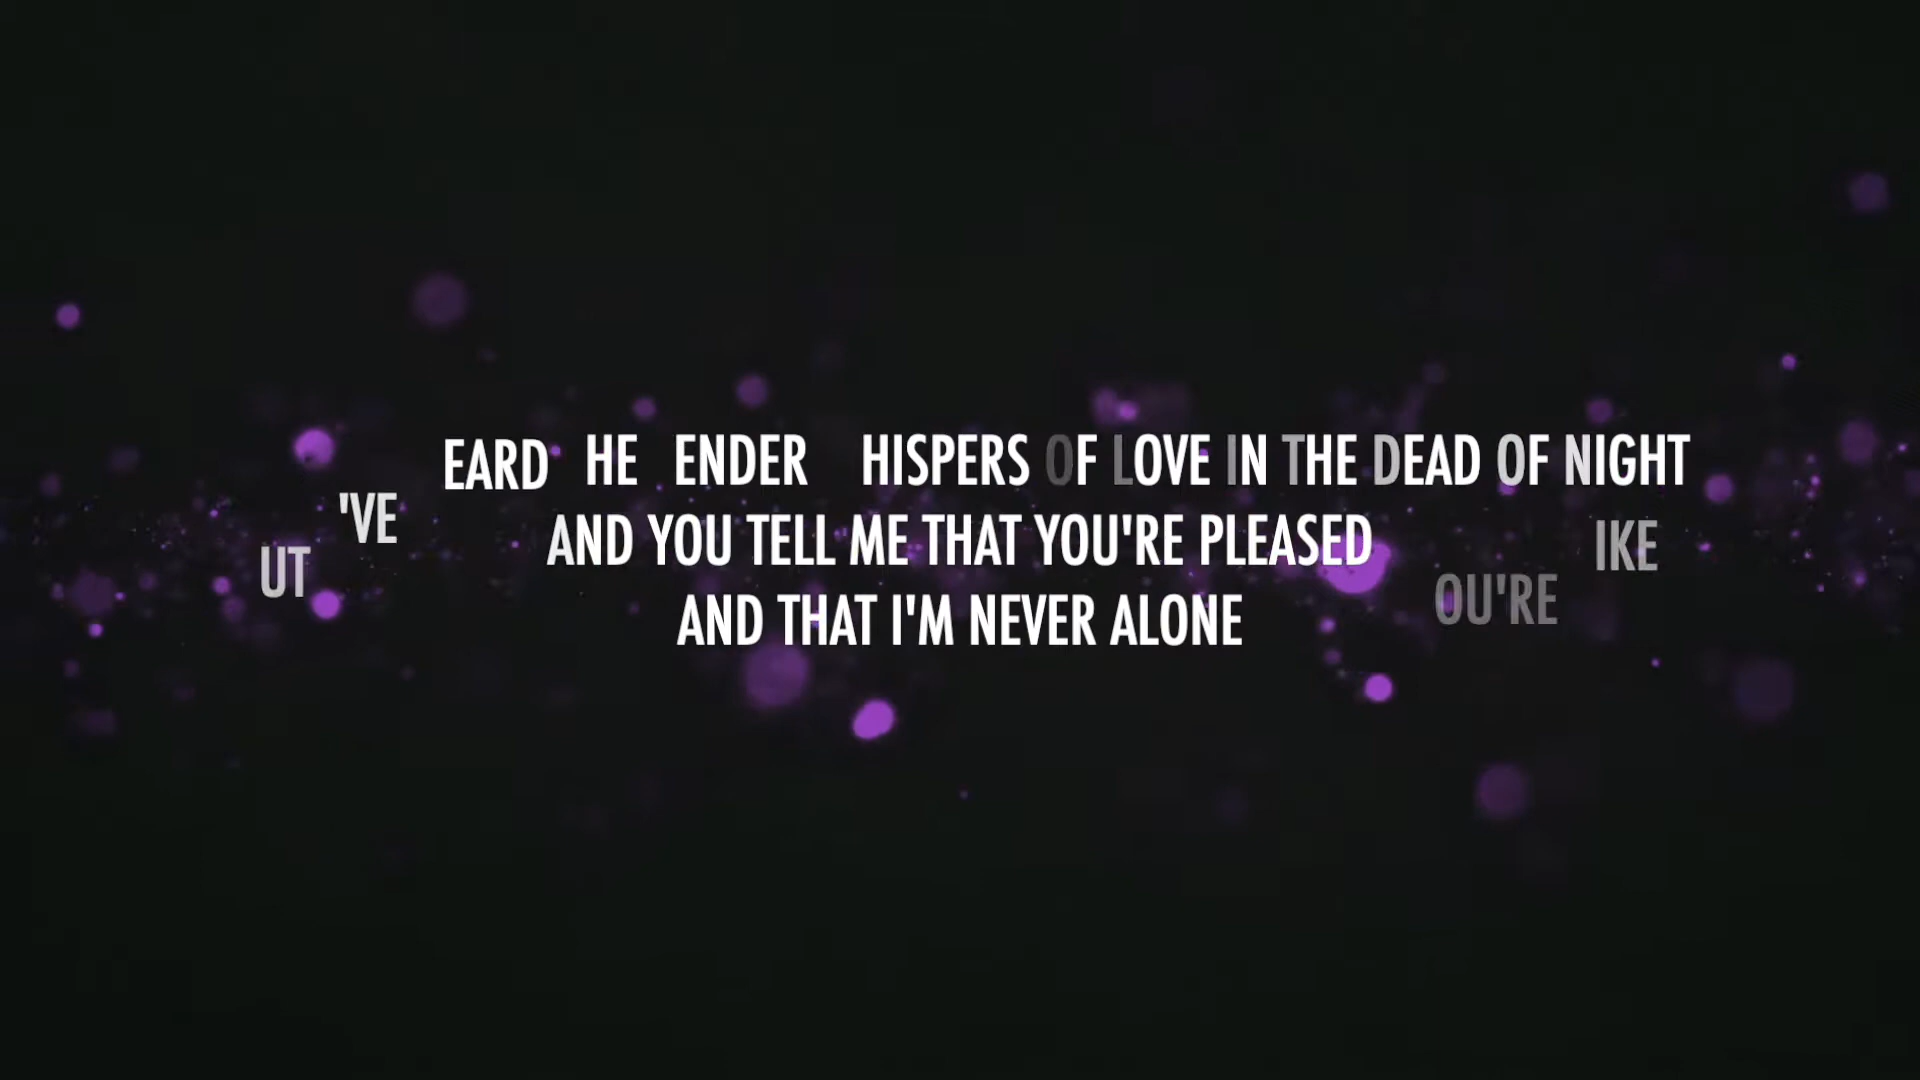 UT 'VE EARD HE ENDER HISPERS OF LOVE IN THE DEAD OF NIGHT
AND YOU TELL ME THAT YOU'RE PLEASED
IKE
OU'RE
AND THAT I'M NEVER ALONE